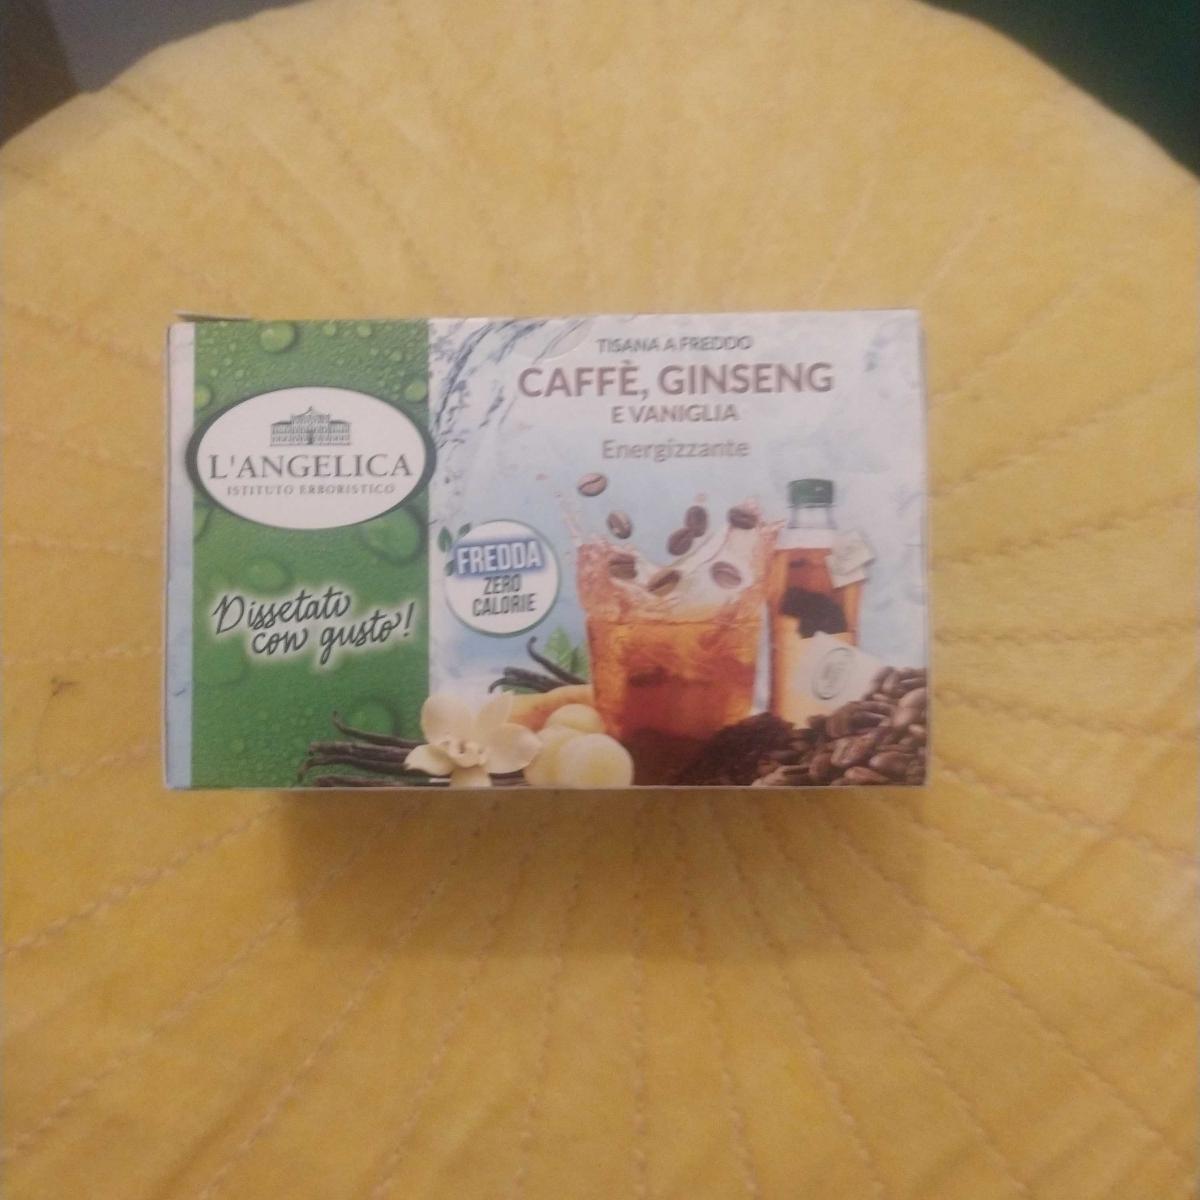 L'ANGELICA
ISTITUTO ERBORISTICO
Dissetati
con gusto!
TISANA A FREDDO
CAFFÈ, GINSENG
E VANIGLIA
Energizzante
FREDDA
ZERO
CALORIE